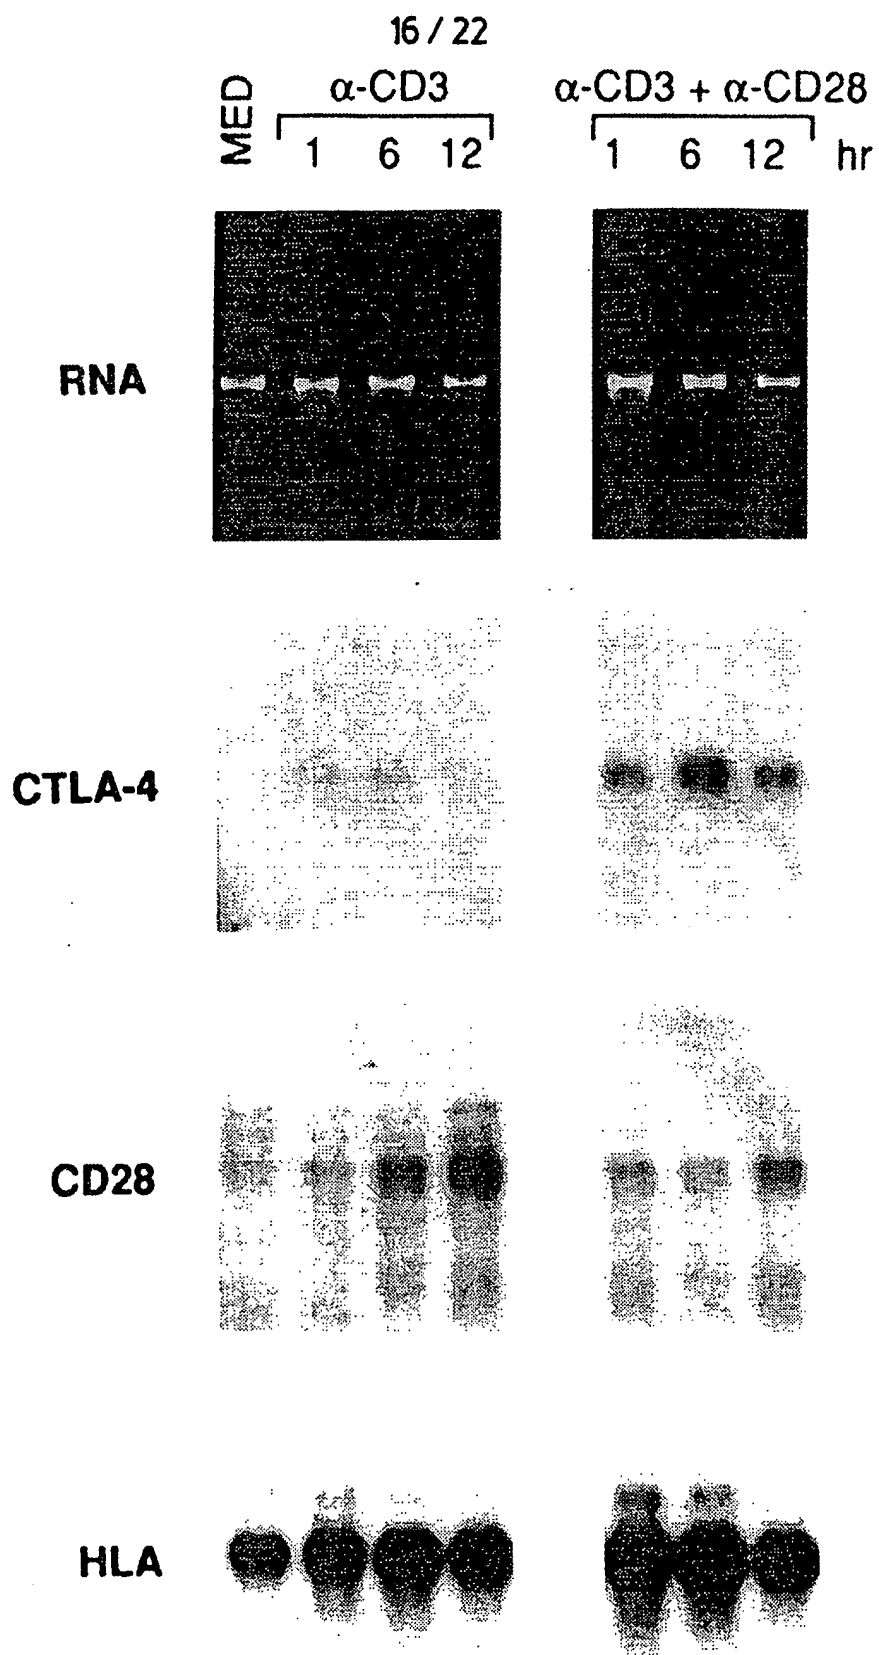 16 / 22
MED
α-CD3
α-CD3 + α-CD28
1 6 12
1 6 12 hr
RNA
CTLA-4
CD28
HLA